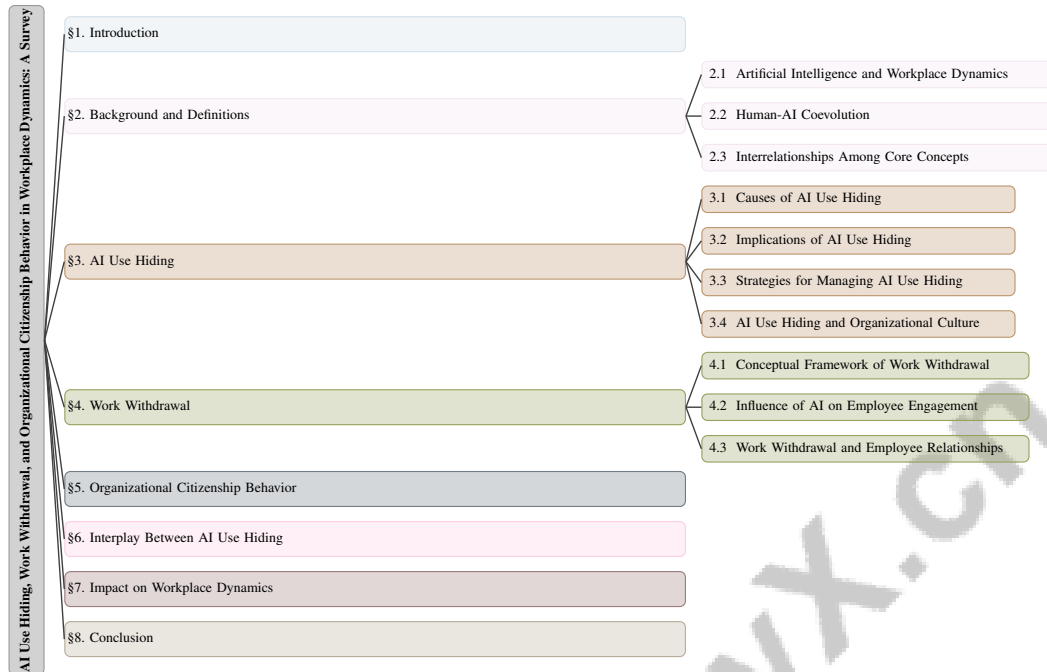 AI Use Hiding, Work Withdrawal, and Organizational Citizenship Behavior in Workplace Dynamics: A Survey
§1. Introduction
§2. Background and Definitions
2.1 Artificial Intelligence and Workplace Dynamics
2.2 Human-AI Coevolution
2.3 Interrelationships Among Core Concepts
§3. AI Use Hiding
3.1 Causes of AI Use Hiding
3.2 Implications of AI Use Hiding
3.3 Strategies for Managing AI Use Hiding
3.4 AI Use Hiding and Organizational Culture
§4. Work Withdrawal
4.1 Conceptual Framework of Work Withdrawal
4.2 Influence of AI on Employee Engagement
4.3 Work Withdrawal and Employee Relationships
§5. Organizational Citizenship Behavior
§6. Interplay Between AI Use Hiding
§7. Impact on Workplace Dynamics
§8. Conclusion